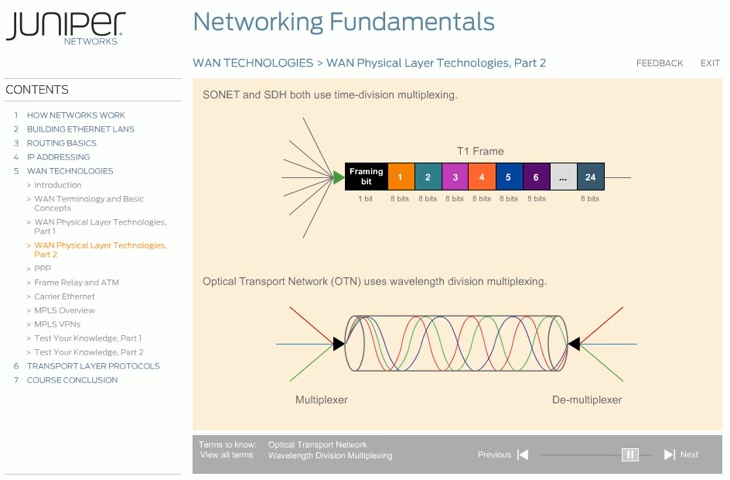 JUNIPER
NETWORKS
Networking Fundamentals
WAN TECHNOLOGIES > WAN Physical Layer Technologies, Part 2
FEEDBACK EXIT
CONTENTS
1 HOW NETWORKS WORK
2 BUILDING ETHERNET LANS
3 ROUTING BASICS
4 IP ADDRESSING
5 WAN TECHNOLOGIES
> Introduction
> WAN Terminology and Basic
Concepts
> WAN Physical Layer Technologies,
Part 1
> WAN Physical Layer Technologies,
Part 2
> PPP
> Frame Relay and ATM
> Carrier Ethernet
> MPLS Overview
> MPLS VPNs
> Test Your Knowledge, Part 1
> Test Your Knowledge, Part 2
6 TRANSPORT LAYER PROTOCOLS
7 COURSE CONCLUSION
SONET and SDH both use time-division multiplexing.
T1 Frame
Framing
bit
1 2 3 4 5 6 ... 24
1 bit 8 bits 8 bits 8 bits 8 bits 8 bits 8 bits 8 bits
Optical Transport Network (OTN) uses wavelength division multiplexing.
Multiplexer De-multiplexer
Terms to know: Optical Transport Network
View all terms Wavelength Division Multiplexing
Previous Next